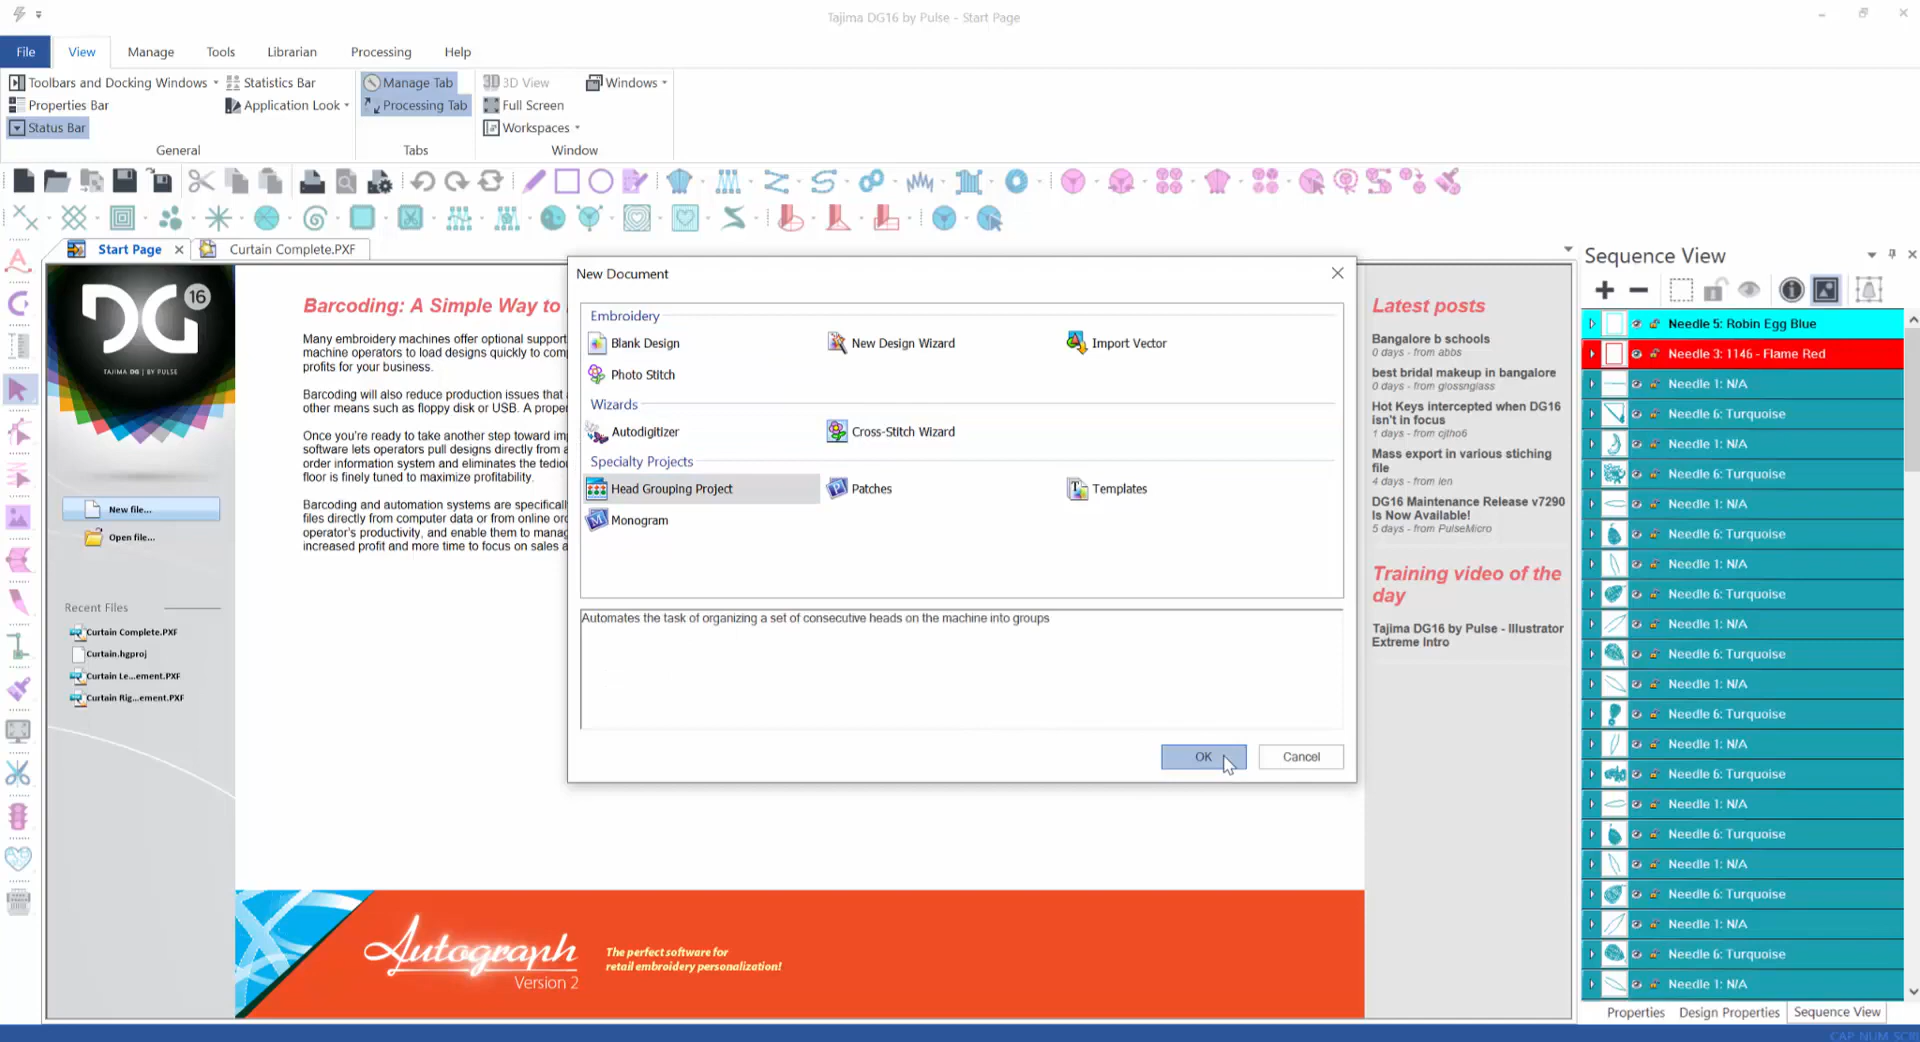 Tajima DG16 by Pulse - Start Page
File View Manage Tools Librarian Processing Help
Toolbars and Docking Windows Statistics Bar Manage Tab 3D 3D View Windows
Properties Bar Application Look Processing Tab Full Screen
Status Bar Workspaces
General Tabs Window
Start Page Curtain Complete.PXF
DG 16
TAJIMA DG | BY PULSE
New file...
Open file...
Recent Files
Curtain Complete.PXF
Curtain.hgproj
Curtain Le...ement.PXF
Curtain Rig...ement.PXF
Barcoding: A Simple Way to
Many embroidery machines offer optional support
machine operators to load designs quickly to com
profits for your business.
Barcoding will also reduce production issues that a
other means such as floppy disk or USB. A proper
Once you're ready to take another step toward imp
software lets operators pull designs directly from a
order information system and eliminates the tedio
floor is finely tuned to maximize profitability.
Barcoding and automation systems are specifical
files directly from computer data or from online ord
operator's productivity, and enable them to manag
increased profit and more time to focus on sales a
New Document
Embroidery
Blank Design New Design Wizard Import Vector
Photo Stitch
Wizards
Autodigitizer Cross-Stitch Wizard
Specialty Projects
Head Grouping Project Patches Templates
Monogram
Automates the task of organizing a set of consecutive heads on the machine into groups
OK Cancel
Autograph
Version 2
The perfect software for
retail embroidery personalization!
Latest posts
Bangalore b schools
0 days - from abbs
best bridal makeup in bangalore
0 days - from glossnglass
Hot Keys intercepted when DG16
isn't in focus
1 days - from cjlho6
Mass export in various stiching
file
4 days - from len
DG16 Maintenance Release v7290
Is Now Available!
5 days - from PulseMicro
Training video of the
day
Tajima DG16 by Pulse - Illustrator
Extreme Intro
Sequence View
Needle 5: Robin Egg Blue
Needle 3: 1146 - Flame Red
Needle 1: N/A
Needle 6: Turquoise
Needle 1: N/A
Needle 6: Turquoise
Needle 1: N/A
Needle 6: Turquoise
Needle 1: N/A
Needle 6: Turquoise
Needle 1: N/A
Needle 6: Turquoise
Needle 1: N/A
Needle 6: Turquoise
Needle 1: N/A
Needle 6: Turquoise
Needle 1: N/A
Needle 6: Turquoise
Needle 1: N/A
Needle 6: Turquoise
Needle 1: N/A
Needle 6: Turquoise
Needle 1: N/A
Properties Design Properties Sequence View
CAP NUM SCRL